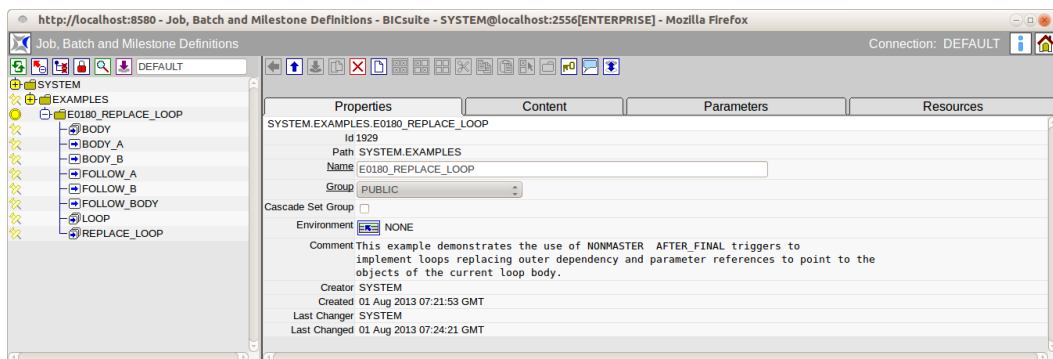 http://localhost:8580 - Job, Batch and Milestone Definitions - BICsuite - SYSTEM@localhost:2556[ENTERPRISE] - Mozilla Firefox
Job, Batch and Milestone Definitions
Connection: DEFAULT
DEFAULT
SYSTEM
EXAMPLES
E0180_REPLACE_LOOP
BODY
BODY_A
BODY_B
FOLLOW_A
FOLLOW_B
FOLLOW_BODY
LOOP
REPLACE_LOOP
Properties Content Parameters Resources
SYSTEM.EXAMPLES.E0180_REPLACE_LOOP
Id 1929
Path SYSTEM.EXAMPLES
Name E0180_REPLACE_LOOP
Group PUBLIC
Cascade Set Group
Environment NONE
Comment This example demonstrates the use of NONMASTER AFTER_FINAL triggers to
implement loops replacing outer dependency and parameter references to point to the
objects of the current loop body.
Creator SYSTEM
Created 01 Aug 2013 07:21:53 GMT
Last Changer SYSTEM
Last Changed 01 Aug 2013 07:24:21 GMT